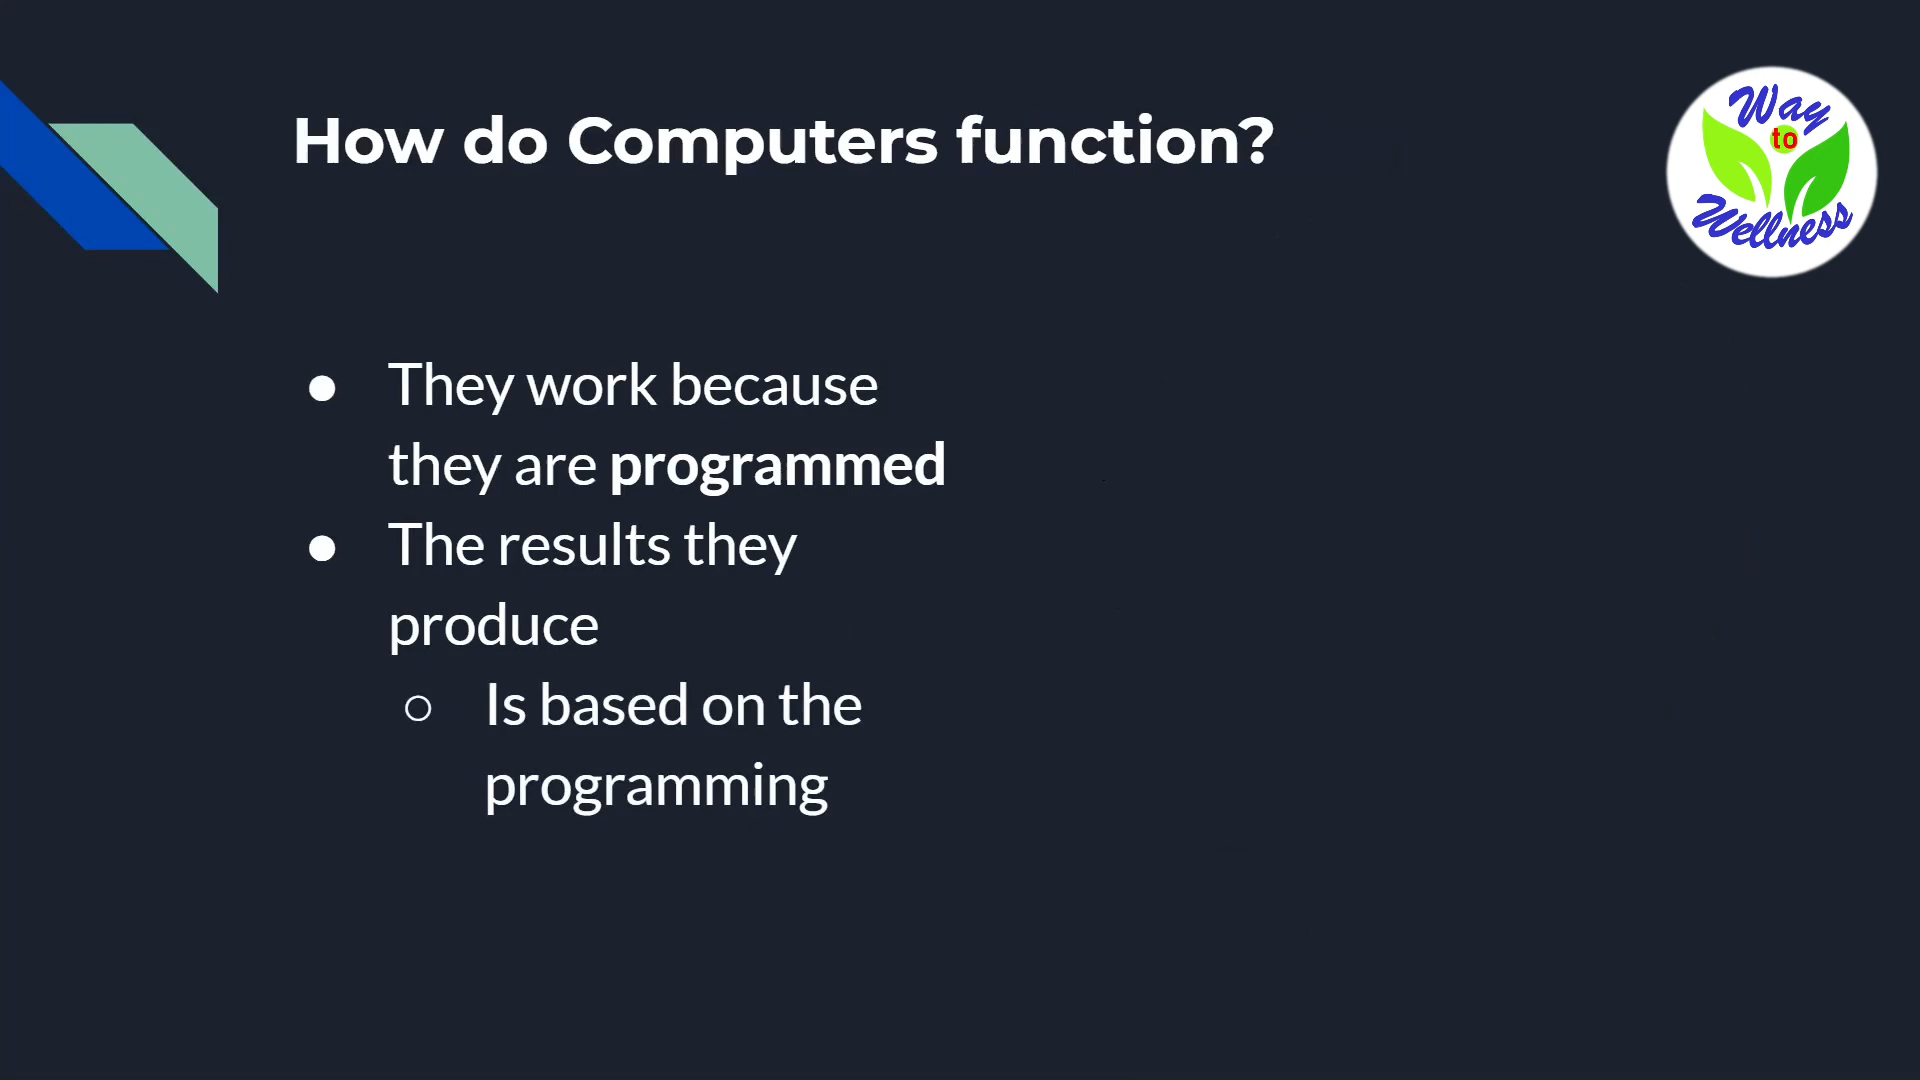 How do Computers function?
Way
to
Wellness
● They work because
they are programmed
● The results they
produce
○ Is based on the
programming